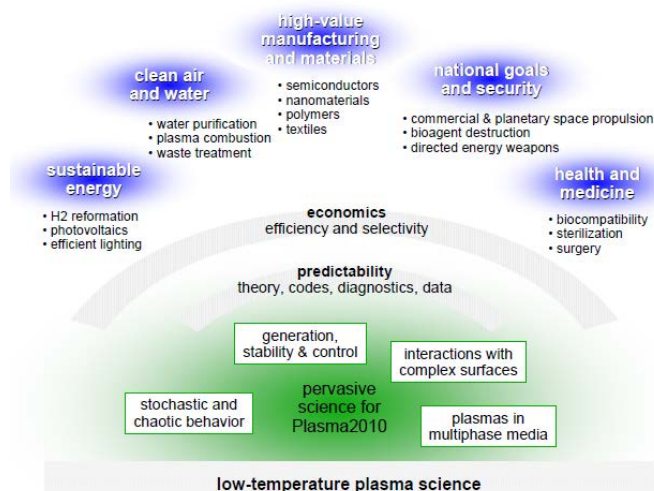 high-value
manufacturing
and materials
• semiconductors
• nanomaterials
• polymers
• textiles
clean air
and water
• water purification
• plasma combustion
• waste treatment
national goals
and security
• commercial & planetary space propulsion
• bioagent destruction
• directed energy weapons
sustainable
energy
• H2 reformation
• photovoltaics
• efficient lighting
health and
medicine
• biocompatibility
• sterilization
• surgery
economics
efficiency and selectivity
predictability
theory, codes, diagnostics, data
generation,
stability & control
interactions with
complex surfaces
stochastic and
chaotic behavior
pervasive
science for
Plasma2010
plasmas in
multiphase media
low-temperature plasma science